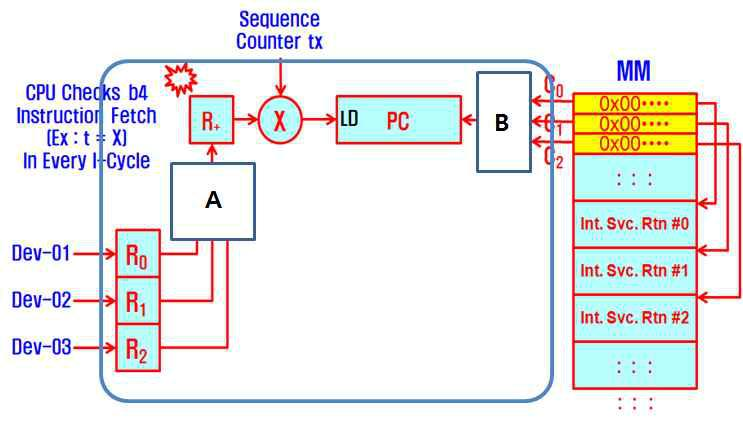 Sequence
Counter tx
MM
CPU Checks b4
Instruction Fetch
(Ex : t = X)
In Every I-Cycle
R+
X
LD
PC
B
C0
C1
C2
0x00····
0x00····
0x00····
: : :
A
Int. Svc. Rtn #0
Dev-01
R0
Int. Svc. Rtn #1
Dev-02
R1
Int. Svc. Rtn #2
Dev-03
R2
: : :
: : :